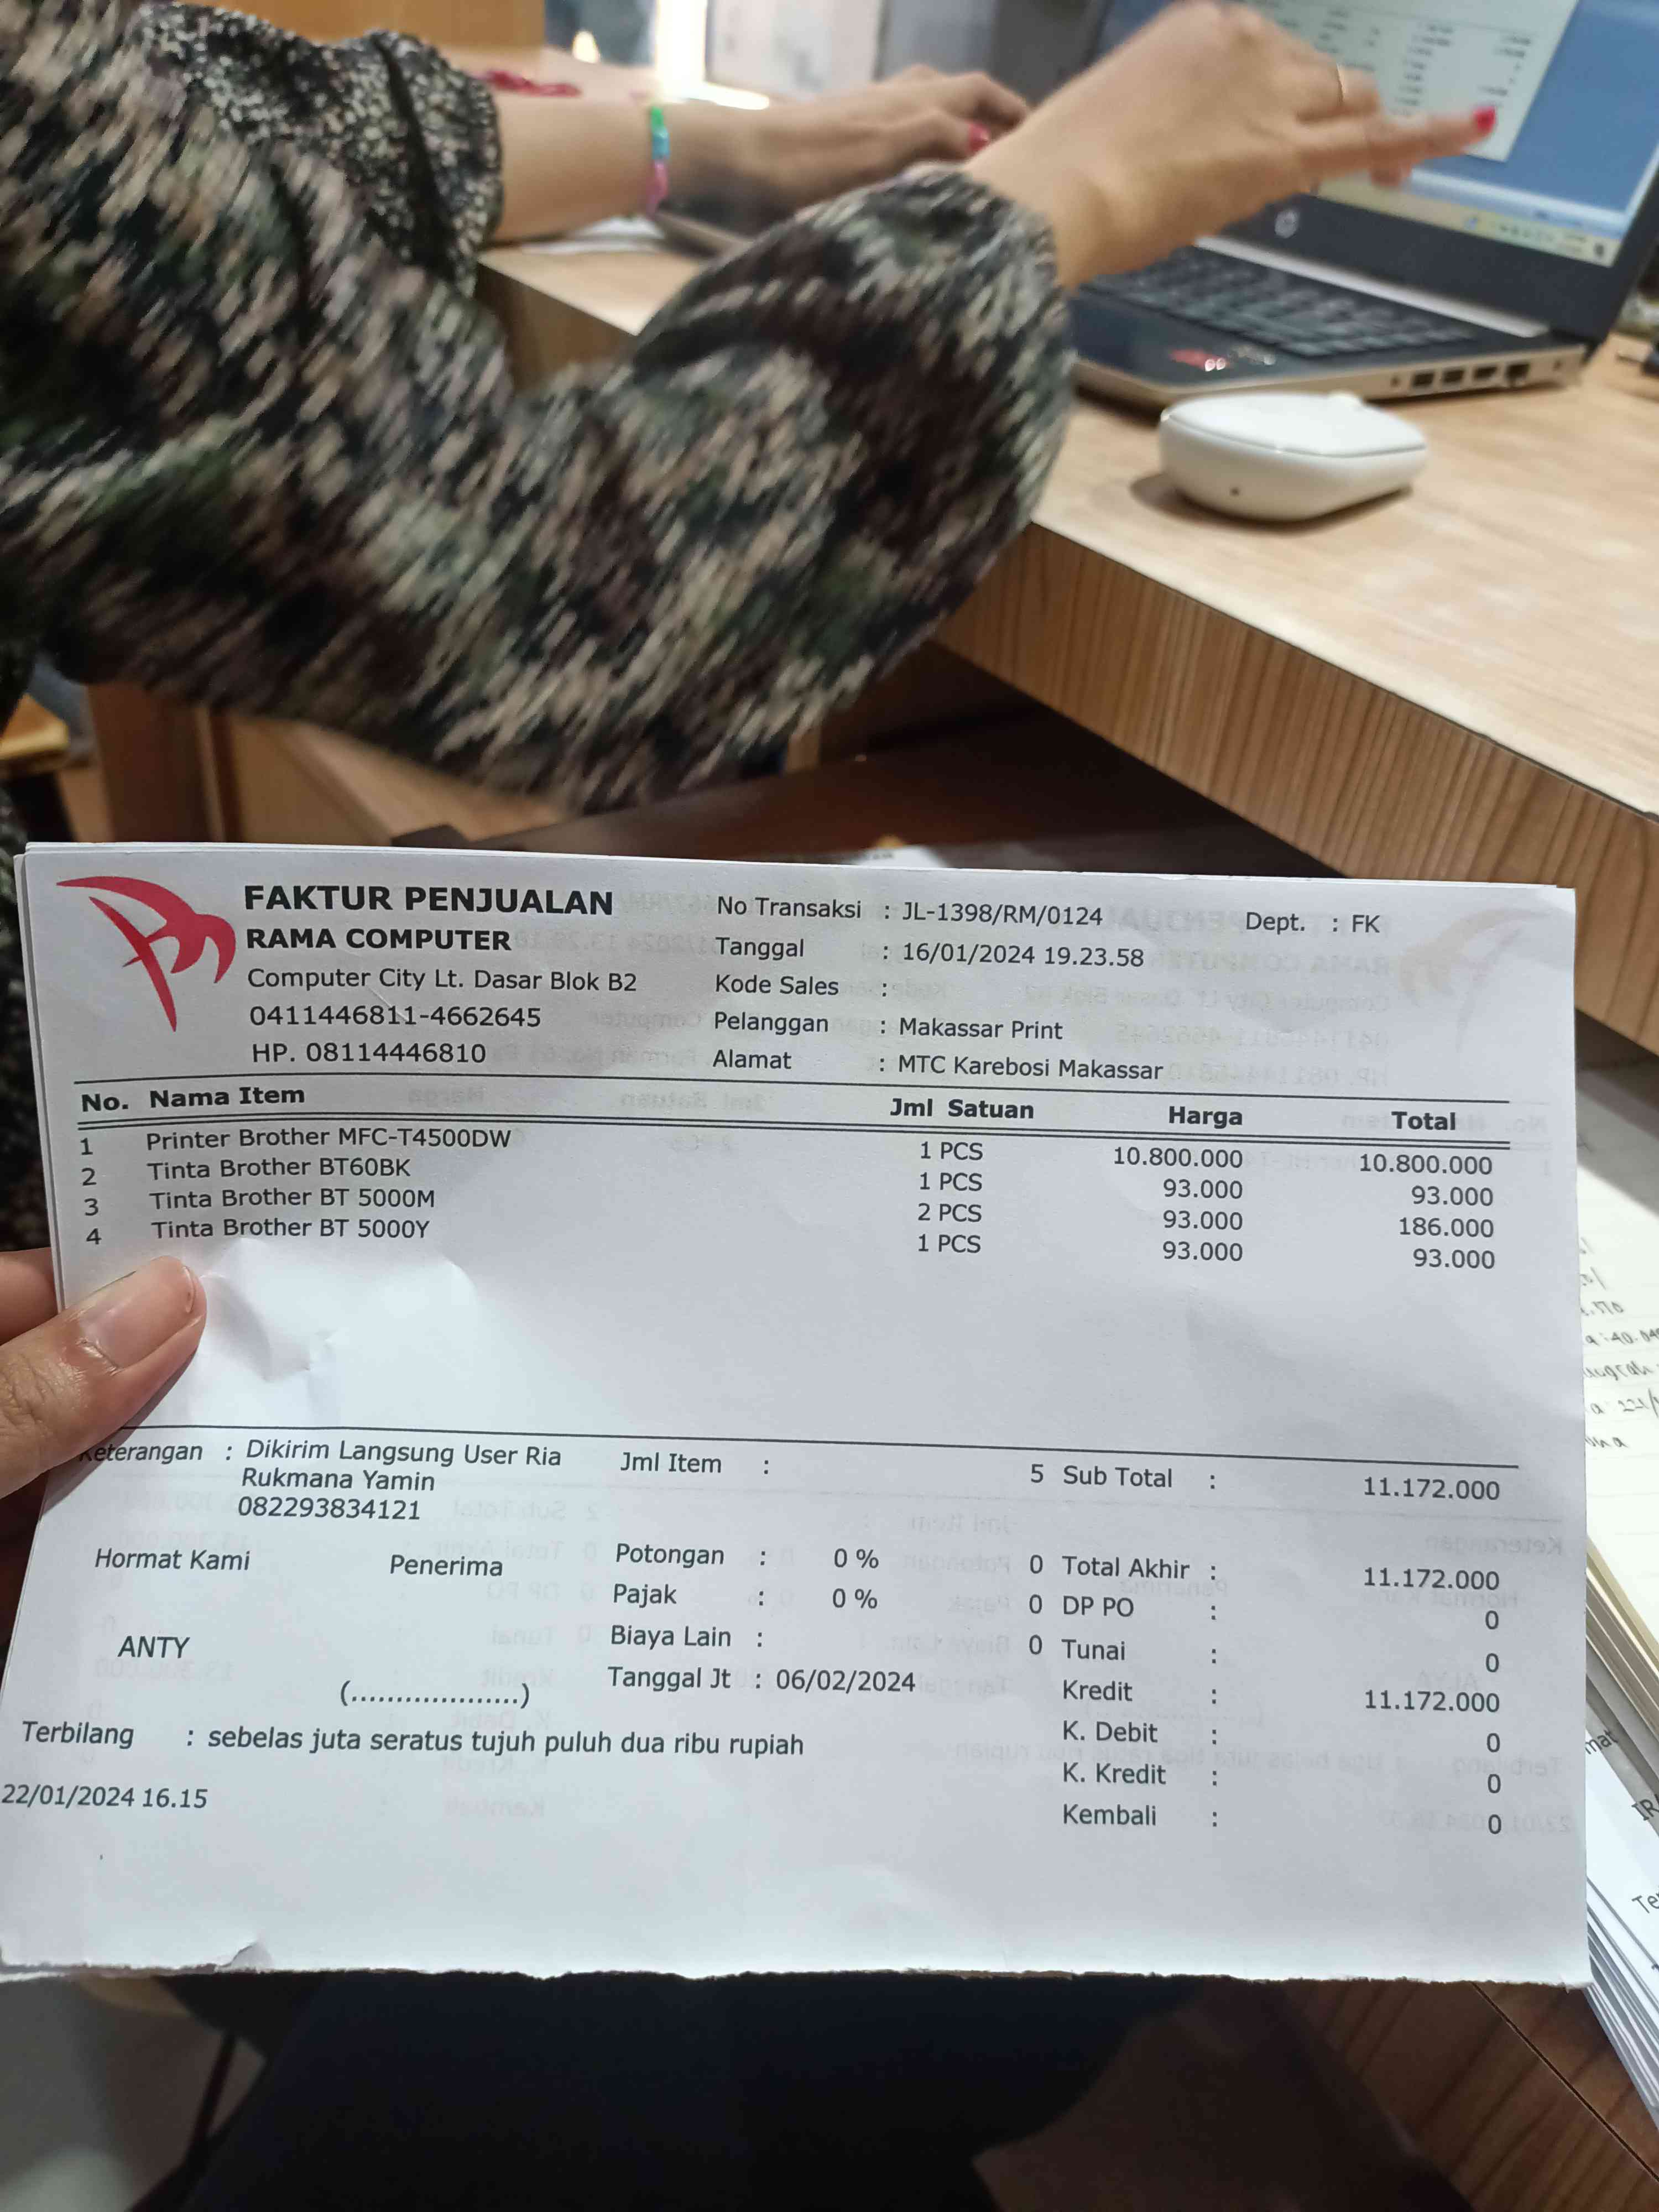 FAKTUR PENJUALAN
RAMA COMPUTER
Computer City Lt. Dasar Blok B2
0411446811-4662645
HP. 08114446810
No Transaksi : JL-1398/RM/0124
Tanggal : 16/01/2024 19.23.58
Kode Sales :
Pelanggan : Makassar Print
Alamat : MTC Karebosi Makassar
Dept. : FK
No. Nama Item Jml Satuan Harga Total
1 Printer Brother MFC-T4500DW 1 PCS 10.800.000 10.800.000
2 Tinta Brother BT60BK 1 PCS 93.000 93.000
3 Tinta Brother BT 5000M 2 PCS 93.000 186.000
4 Tinta Brother BT 5000Y 1 PCS 93.000 93.000
Keterangan : Dikirim Langsung User Ria
Rukmana Yamin
082293834121
Jml Item : 5 Sub Total : 11.172.000
Hormat Kami Penerima
ANTY
(...................)
Potongan : 0 % 0 Total Akhir : 11.172.000
Pajak : 0 % 0 DP PO : 0
Biaya Lain : 0 Tunai : 0
Tanggal Jt : 06/02/2024 Kredit : 11.172.000
K. Debit : 0
K. Kredit : 0
Kembali : 0
Terbilang : sebelas juta seratus tujuh puluh dua ribu rupiah
22/01/2024 16.15